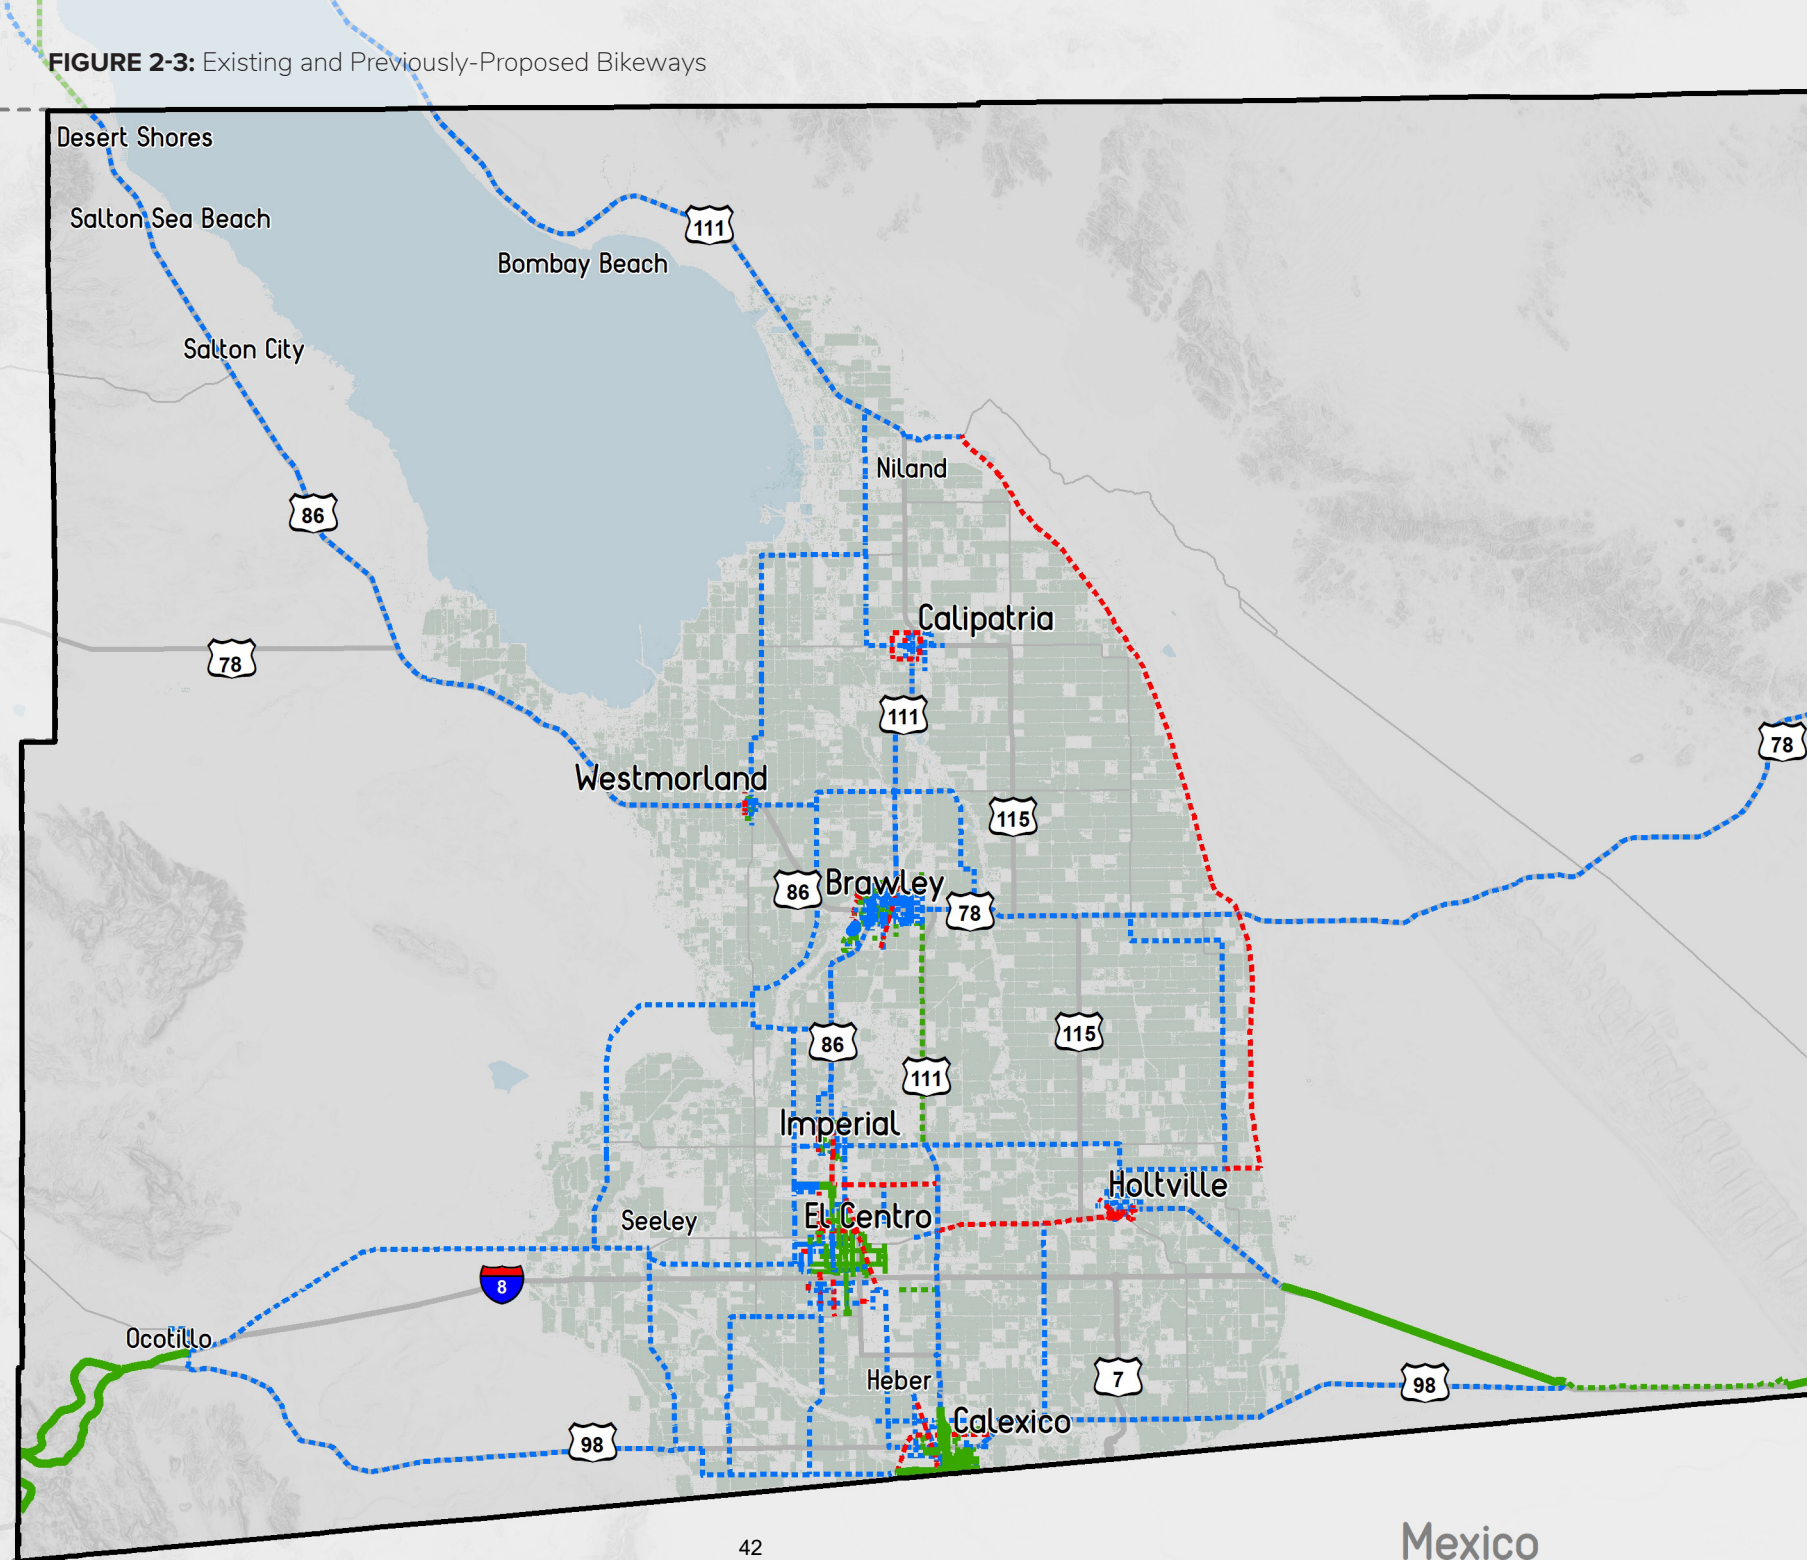 FIGURE 2-3: Existing and Previously-Proposed Bikeways
Desert Shores
Salton Sea Beach
111
Bombay Beach
Salton City
Niland
86
Calipatria
78
111
78
Westmorland
115
86
Brawley
78
115
86
111
Imperial
Holtville
Seeley
El Centro
8
Ocotillo
Heber
7
98
Calexico
98
42
Mexico